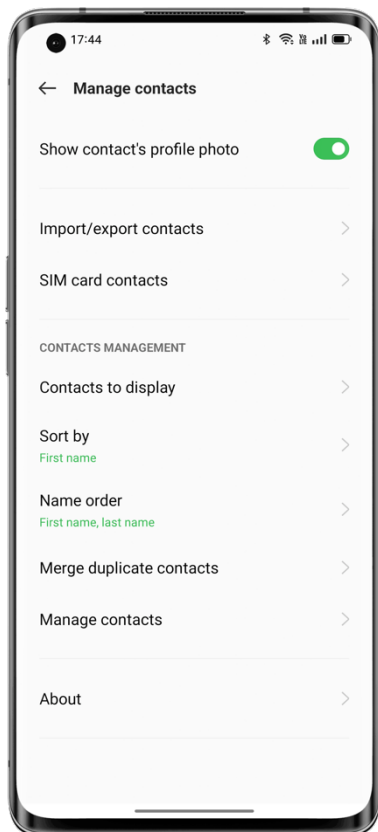 17:44
Manage contacts
Show contact's profile photo
Import/export contacts
SIM card contacts
CONTACTS MANAGEMENT
Contacts to display
Sort by
First name
Name order
First name, last name
Merge duplicate contacts
Manage contacts
About